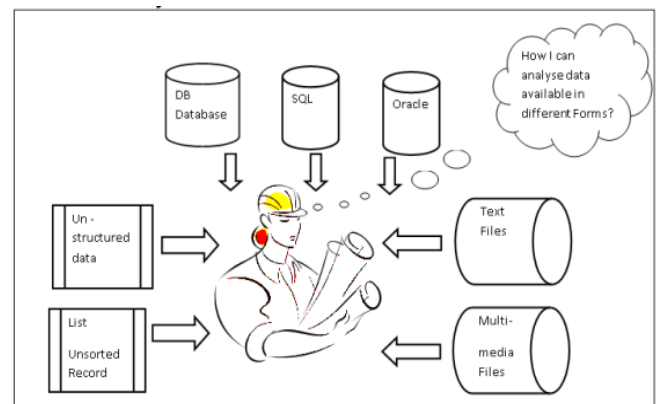 How I can
analyse data
available in
different Forms?
DB
Database
SQL
Oracle
Un -
structured
data
Text
Files
List
Unsorted
Record
Multi-
media
Files